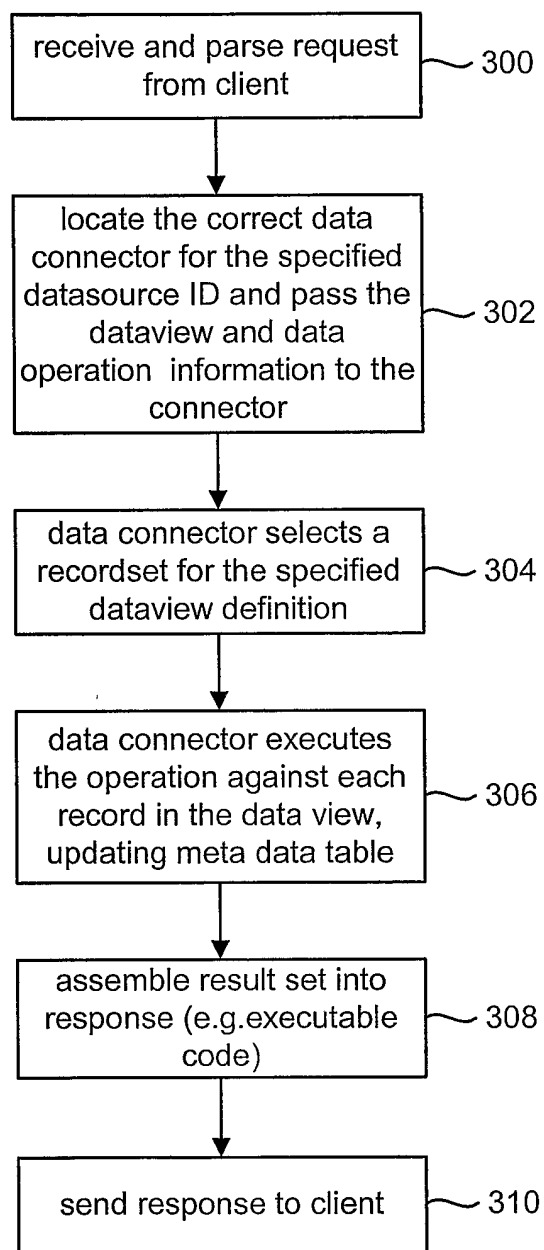 receive and parse request
from client
300
locate the correct data
connector for the specified
datasource ID and pass the
dataview and data
operation information to the
connector
302
data connector selects a
recordset for the specified
dataview definition
304
data connector executes
the operation against each
record in the data view,
updating meta data table
306
assemble result set into
response (e.g.executable
code)
308
send response to client
310